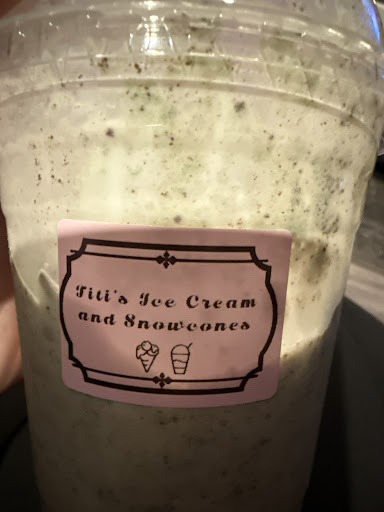 Titi's Ice Cream
and Snowcones